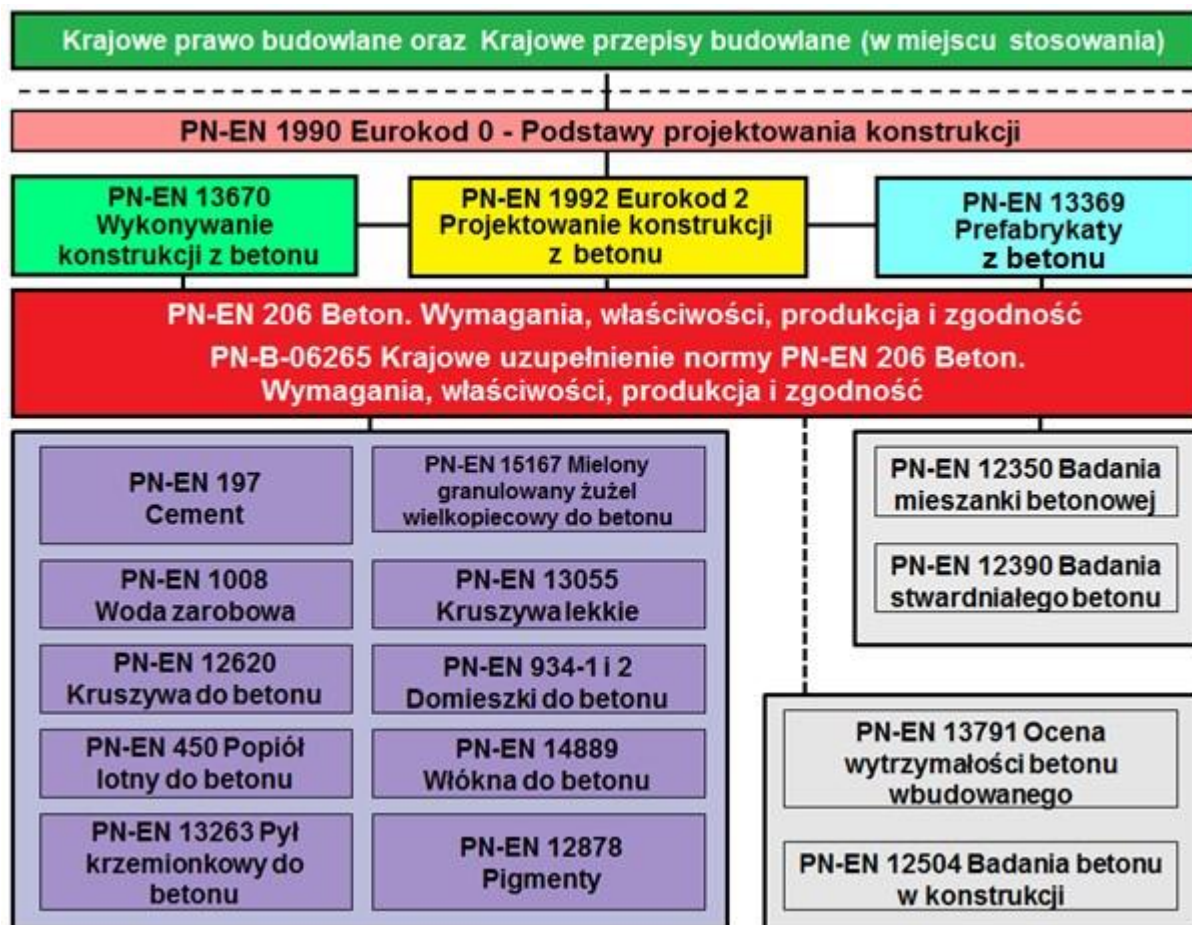 Krajowe prawo budowlane oraz Krajowe przepisy budowlane (w miejscu stosowania)
PN-EN 1990 Eurokod 0 - Podstawy projektowania konstrukcji
PN-EN 13670
Wykonywanie
konstrukcji z betonu
PN-EN 1992 Eurokod 2
Projektowanie konstrukcji
z betonu
PN-EN 13369
Prefabrykaty
z betonu
PN-EN 206 Beton. Wymagania, właściwości, produkcja i zgodność
PN-B-06265 Krajowe uzupełnienie normy PN-EN 206 Beton.
Wymagania, właściwości, produkcja i zgodność
PN-EN 197
Cement
PN-EN 15167 Mielony
granulowany żużel
wielkopiecowy do betonu
PN-EN 1008
Woda zarobowa
PN-EN 13055
Kruszywa lekkie
PN-EN 12620
Kruszywa do betonu
PN-EN 934-1 i 2
Domieszki do betonu
PN-EN 450 Popiół
lotny do betonu
PN-EN 14889
Włókna do betonu
PN-EN 13263 Pył
krzemionkowy do
betonu
PN-EN 12878
Pigmenty
PN-EN 12350 Badania
mieszanki betonowej
PN-EN 12390 Badania
stwardniałego betonu
PN-EN 13791 Ocena
wytrzymałości betonu
wbudowanego
PN-EN 12504 Badania betonu
w konstrukcji